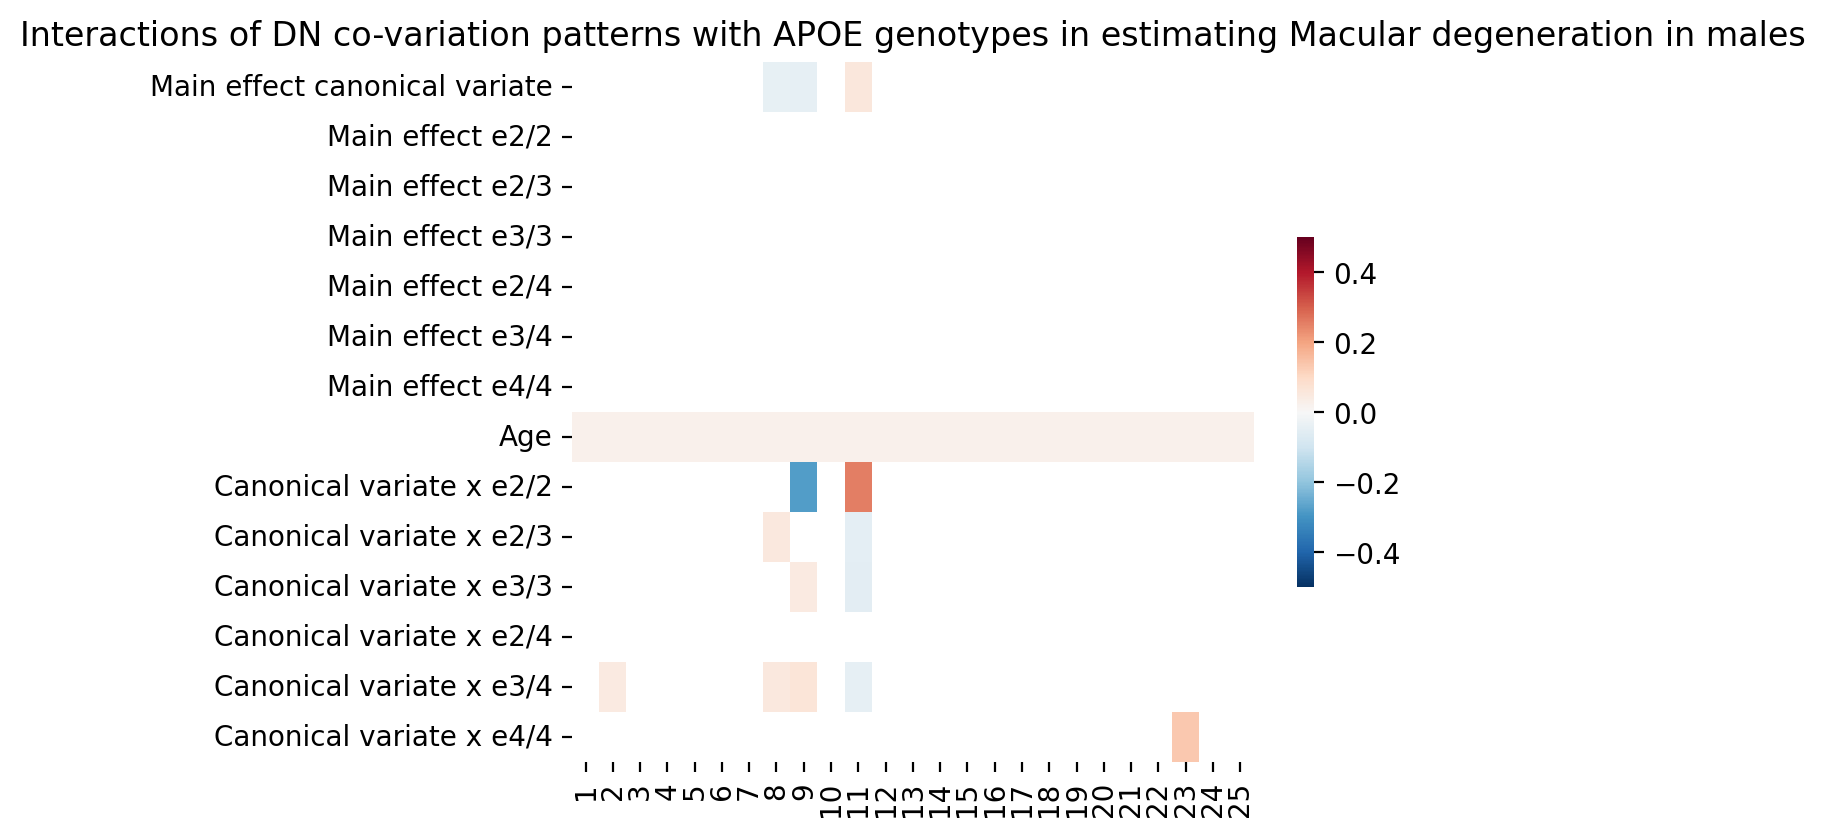 Interactions of DN co-variation patterns with APOE genotypes in estimating Macular degeneration in males
Main effect canonical variate
Main effect e2/2
Main effect e2/3
Main effect e3/3
Main effect e2/4
Main effect e3/4
Main effect e4/4
Age
Canonical variate x e2/2
Canonical variate x e2/3
Canonical variate x e3/3
Canonical variate x e2/4
Canonical variate x e3/4
Canonical variate x e4/4
1 2 3 4 5 6 7 8 9 10 11 12 13 14 15 16 17 18 19 20 21 22 23 24 25
0.4
0.2
0.0
−0.2
−0.4